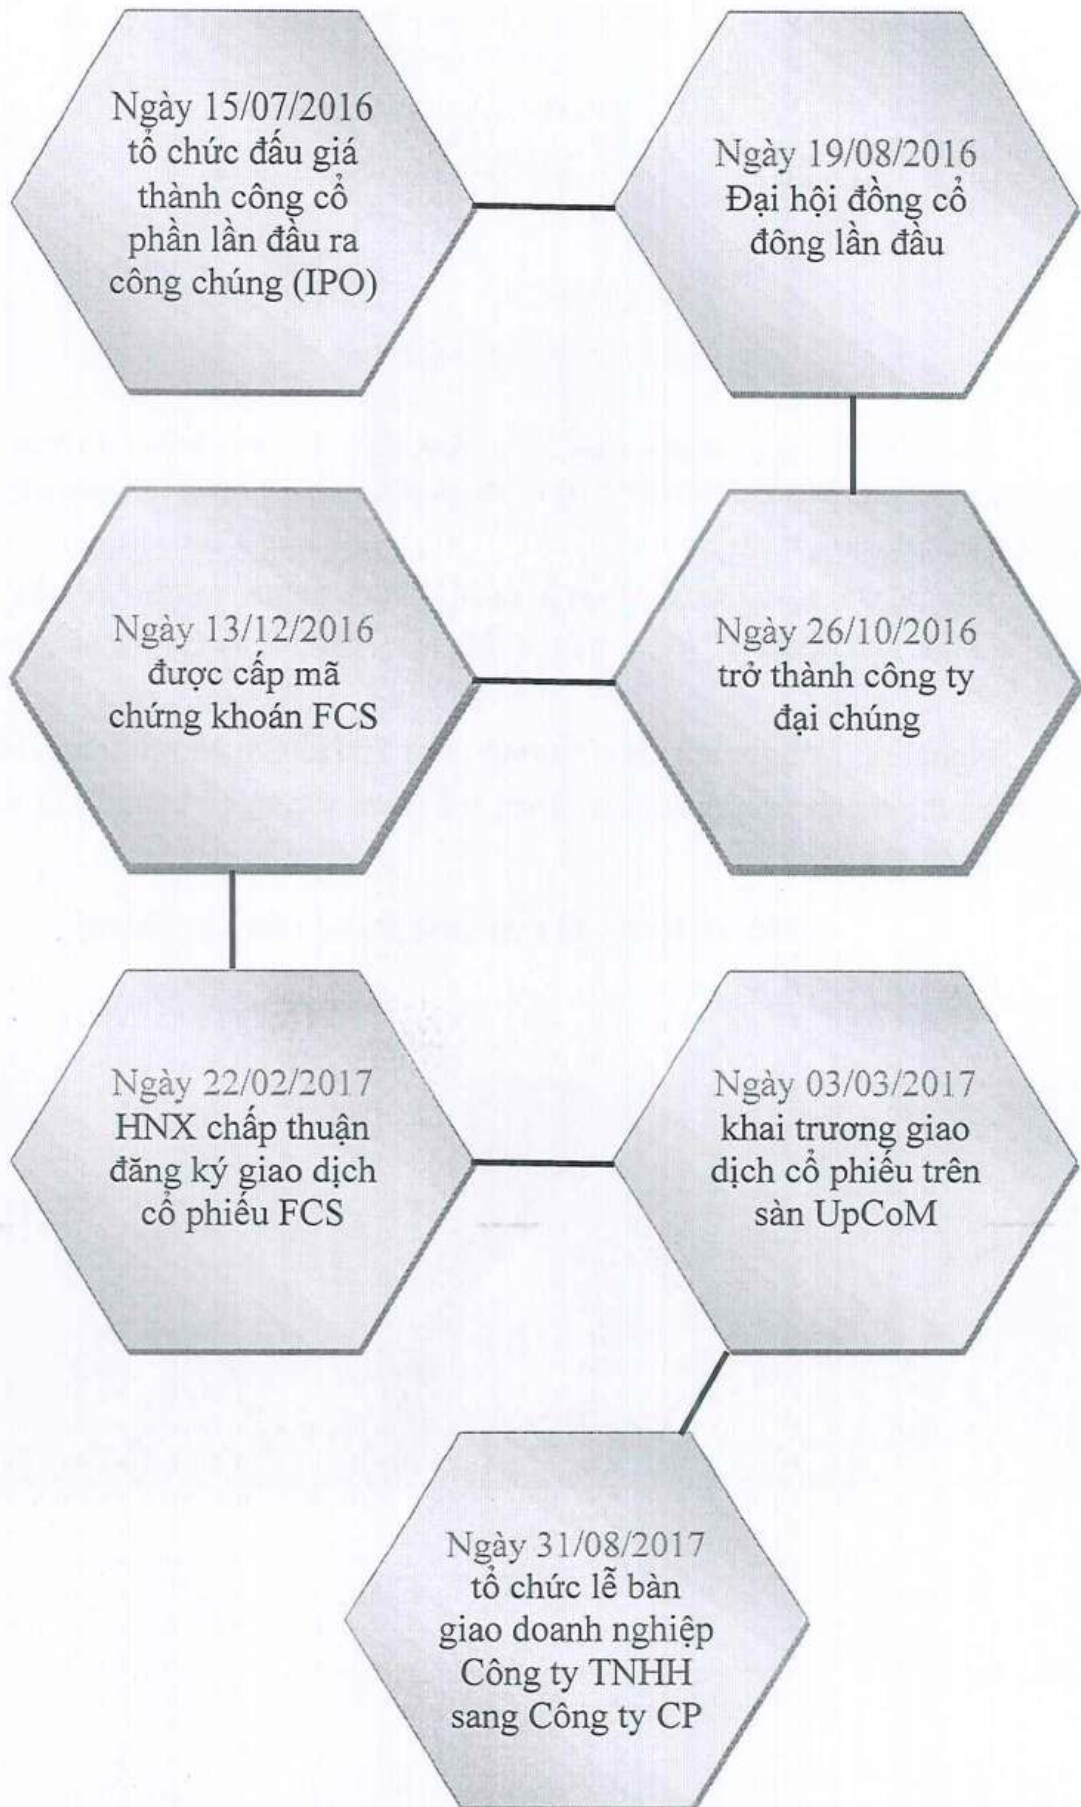 Ngày 15/07/2016
tổ chức đấu giá
thành công cổ
phần lần đầu ra
công chúng (IPO)
Ngày 19/08/2016
Đại hội đồng cổ
đông lần đầu
Ngày 26/10/2016
trở thành công ty
đại chúng
Ngày 13/12/2016
được cấp mã
chứng khoán FCS
Ngày 22/02/2017
HNX chấp thuận
đăng ký giao dịch
cổ phiếu FCS
Ngày 03/03/2017
khai trương giao
dịch cổ phiếu trên
sàn UpCoM
Ngày 31/08/2017
tổ chức lễ bàn
giao doanh nghiệp
Công ty TNHH
sang Công ty CP